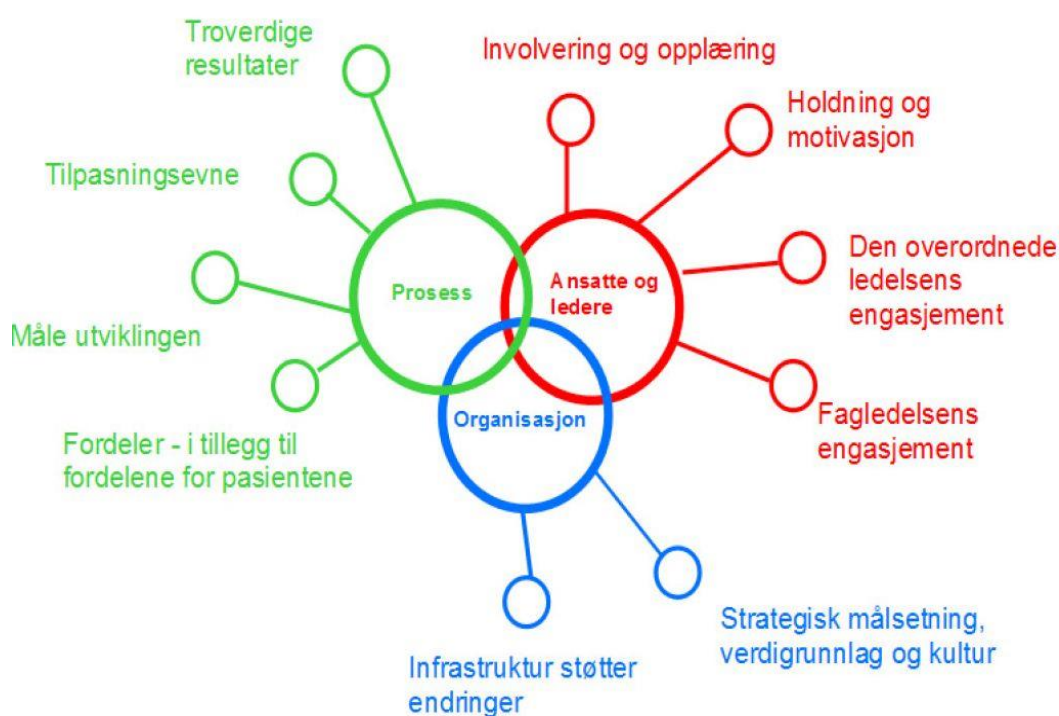 Troverdige
resultater
Tilpasningsevne
Måle utviklingen
Fordeler - i tillegg til
fordelene for pasientene
Prosess
Involvering og opplæring
Holdning og
motivasjon
Den overordnede
ledelsens
engasjement
Fagledelsens
engasjement
Ansatte og
ledere
Organisasjon
Infrastruktur støtter
endringer
Strategisk målsetning,
verdigrunnlag og kultur